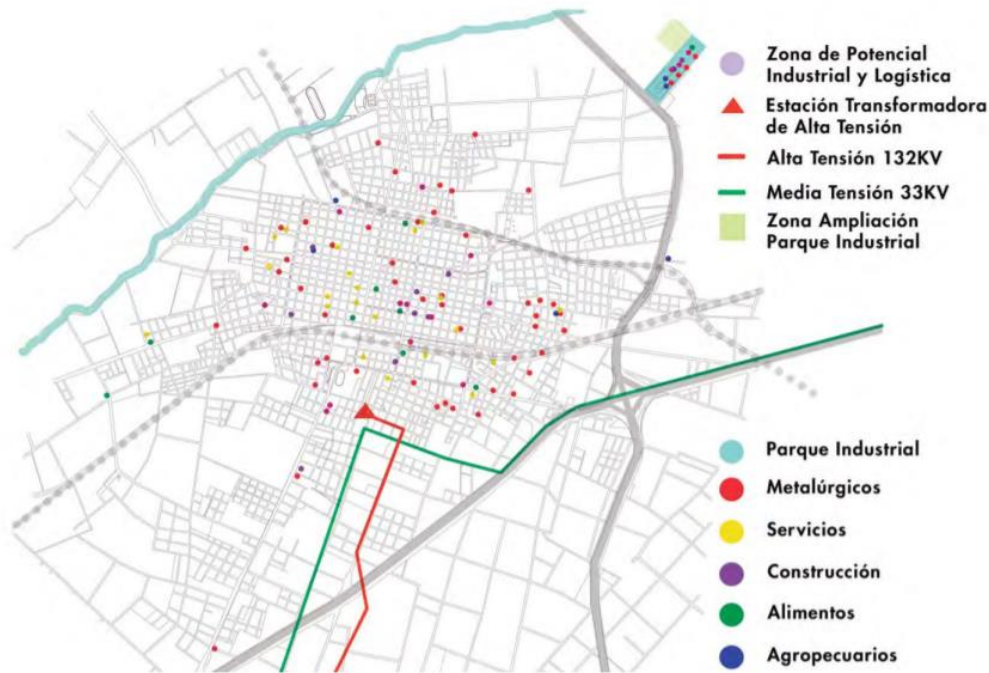 Zona de Potencial
Industrial y Logística
Estación Transformadora
de Alta Tensión
Alta Tensión 132KV
Media Tensión 33KV
Zona Ampliación
Parque Industrial
Parque Industrial
Metalúrgicos
Servicios
Construcción
Alimentos
Agropecuarios